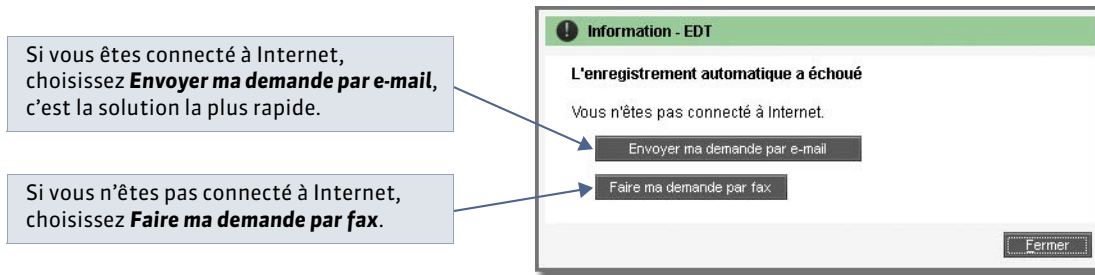 Si vous êtes connecté à Internet,
choisissez Envoyer ma demande par e-mail,
c’est la solution la plus rapide.
Si vous n’êtes pas connecté à Internet,
choisissez Faire ma demande par fax.
Information - EDT
L'enregistrement automatique a échoué
Vous n'êtes pas connecté à Internet.
Envoyer ma demande par e-mail
Faire ma demande par fax
Fermer